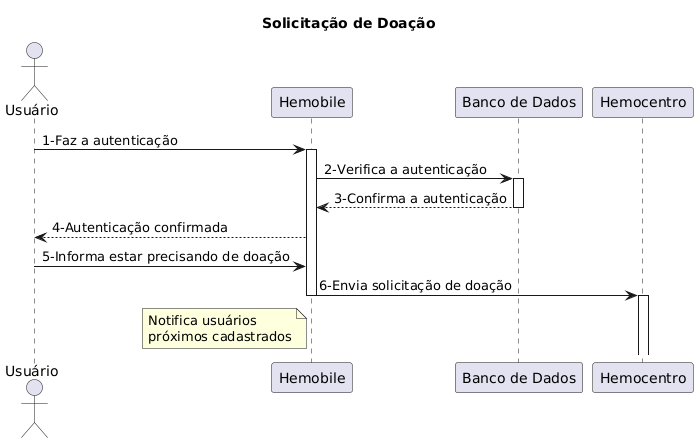 Solicitação de Doação
Usuário
Hemobile
Banco de Dados
Hemocentro
1-Faz a autenticação
2-Verifica a autenticação
3-Confirma a autenticação
4-Autenticação confirmada
5-Informa estar precisando de doação
6-Envia solicitação de doação
Notifica usuários
próximos cadastrados
Usuário
Hemobile
Banco de Dados
Hemocentro